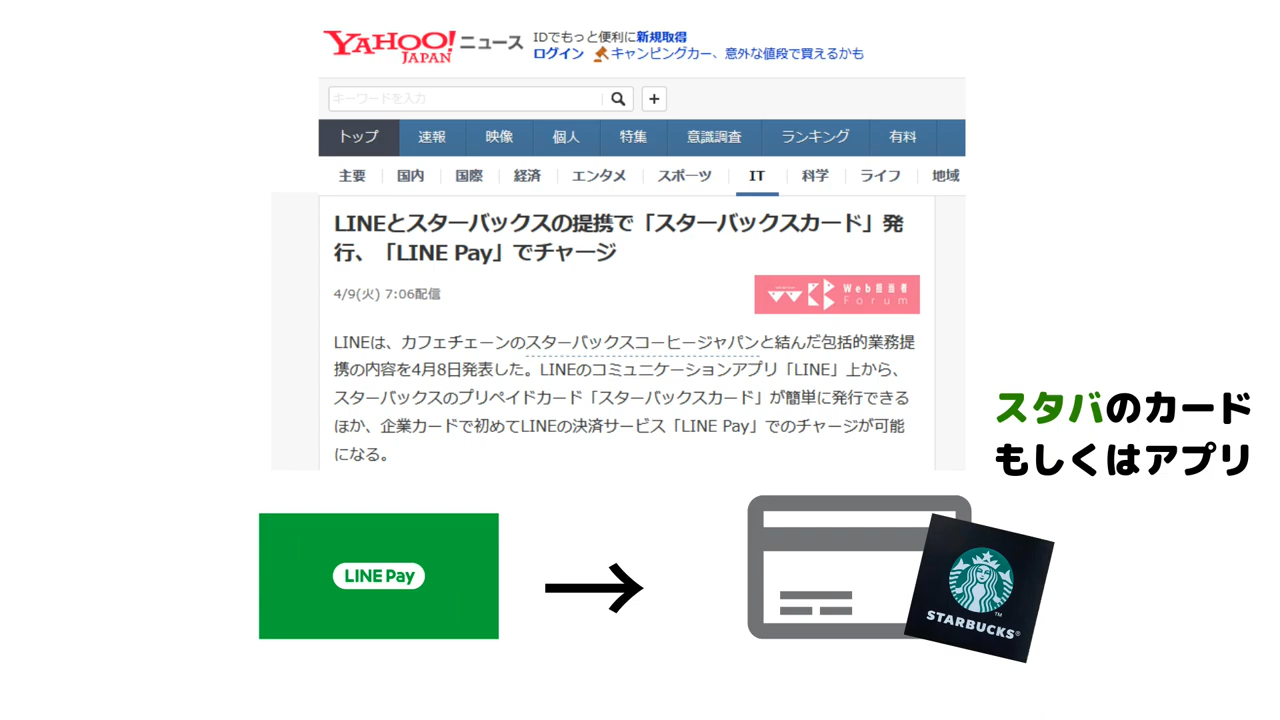 YAHOO! JAPAN ニュース
IDでもっと便利に新規取得
ログイン キャンピングカー、意外な値段で買えるかも
キーワードを入力
+
トップ 速報 映像 個人 特集 意識調査 ランキング 有料
主要 国内 国際 経済 エンタメ スポーツ IT 科学 ライフ 地域
LINEとスターバックスの提携で「スターバックスカード」発
行、「LINE Pay」でチャージ
4/9(火) 7:06配信
Web担当者
Forum
LINEは、カフェチェーンのスターバックスコーヒージャパンと結んだ包括的業務提
携の内容を4月8日発表した。LINEのコミュニケーションアプリ「LINE」上から、
スターバックスのプリペイドカード「スターバックスカード」が簡単に発行できる
ほか、企業カードで初めてLINEの決済サービス「LINE Pay」でのチャージが可能
になる。
スタバのカード
もしくはアプリ
LINE Pay
STARBUCKS®
TM